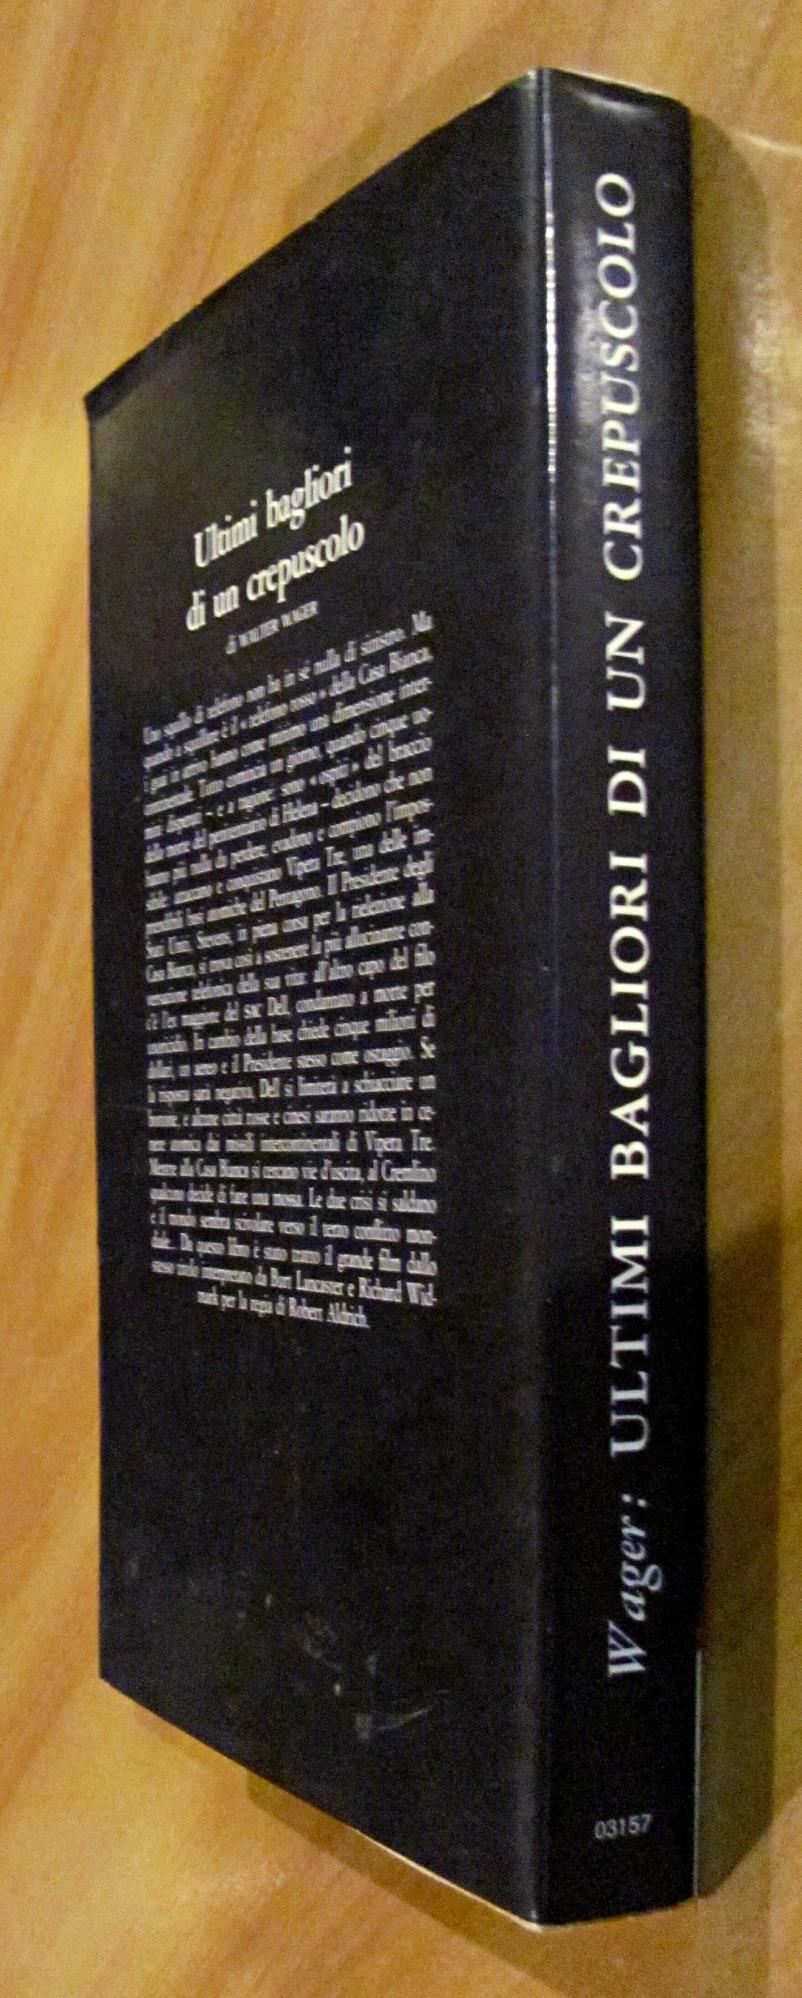 Ultimi bagliori
di un crepuscolo
di WALTER WAGER
Uno squillo di telefono non ha in sé nulla di sinistro. Ma
quando a squillare è il « telefono rosso » della Casa Bianca,
i guai in arrivo hanno come minimo una dimensione inter-
continentale. Tutto comincia un giorno, quando cinque uo-
mini disperati – e a ragione: sono « ospiti » del braccio
della morte del penitenziario di Helena – decidono che non
hanno più nulla da perdere, evadono e compiono l'impos-
sibile: attaccano e conquistano Vipera Tre, una delle im-
prendibili basi atomiche del Pentagono. Il Presidente degli
Stati Uniti, Stevens, in piena corsa per la rielezione alla
Casa Bianca, si trova così a sostenere la più allucinante con-
versazione telefonica della sua vita: all'altro capo del filo
c'è l'ex maggiore del SAC Dell, condannato a morte per
uxoricidio. In cambio della base chiede cinque milioni di
dollari, un aereo e il Presidente stesso come ostaggio. Se
la risposta sarà negativa, Dell si limiterà a schiacciare un
bottone, e alcune città russe e cinesi saranno ridotte in ce-
nere atomica dai missili intercontinentali di Vipera Tre.
Mentre alla Casa Bianca si cercano vie d'uscita, al Cremlino
qualcuno decide di fare una mossa. Le due crisi si saldano
e il mondo sembra scivolare verso il terzo conflitto mon-
diale. Da questo libro è stato tratto il grande film dallo
stesso titolo interpretato da Burt Lancaster e Richard Wid-
mark per la regia di Robert Aldrich.
Wager: ULTIMI BAGLIORI DI UN CREPUSCOLO
03157